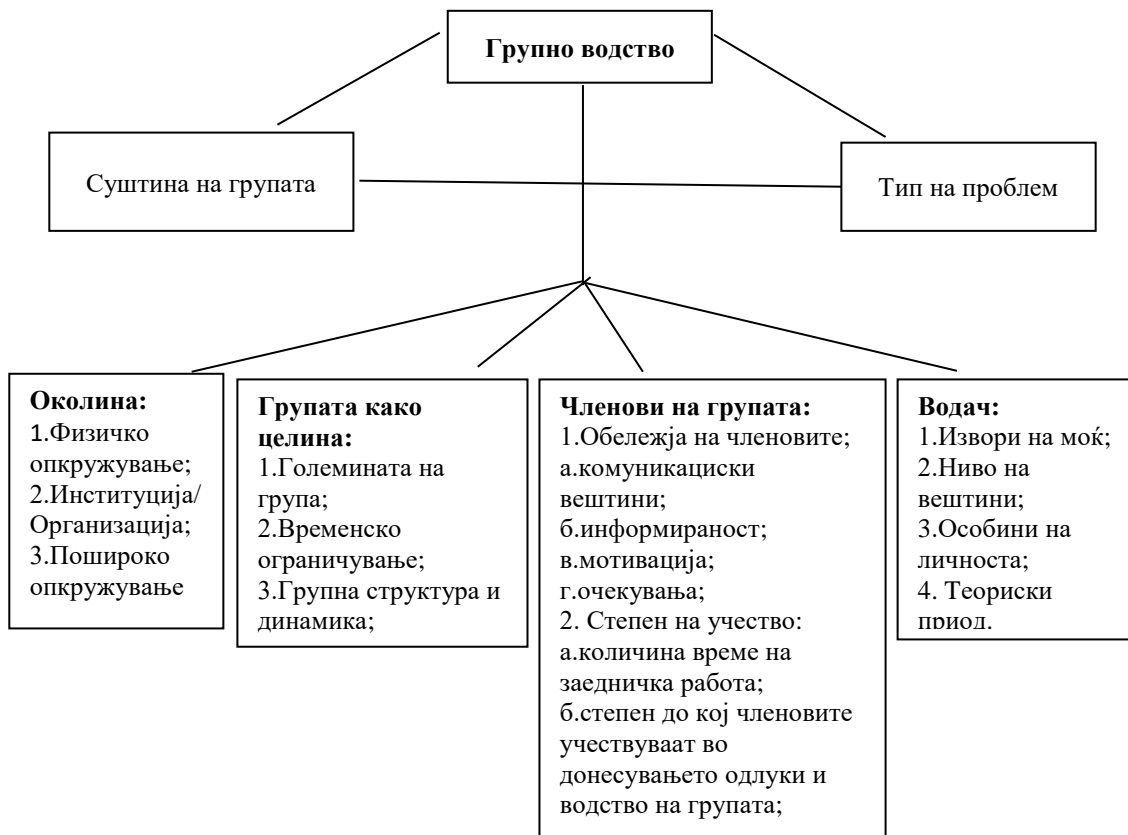 Групно водство
Суштина на групата
Тип на проблем
Околина:
1.Физичко
опкружување;
2.Институција/
Организација;
3.Пошироко
опкружување
Групата како
целина:
1.Големината на
група;
2.Временско
ограничување;
3.Групна структура и
динамика;
Членови на групата:
1.Обележја на членовите;
а.комуникациски
вештини;
б.информираност;
в.мотивација;
г.очекувања;
2. Степен на учество:
а.количина време на
заедничка работа;
б.степен до кој членовите
учествуваат во
донесувањето одлуки и
водство на групата;
Водач:
1.Извори на моќ;
2.Ниво на
вештини;
3.Особини на
личноста;
4. Теориски
приод.